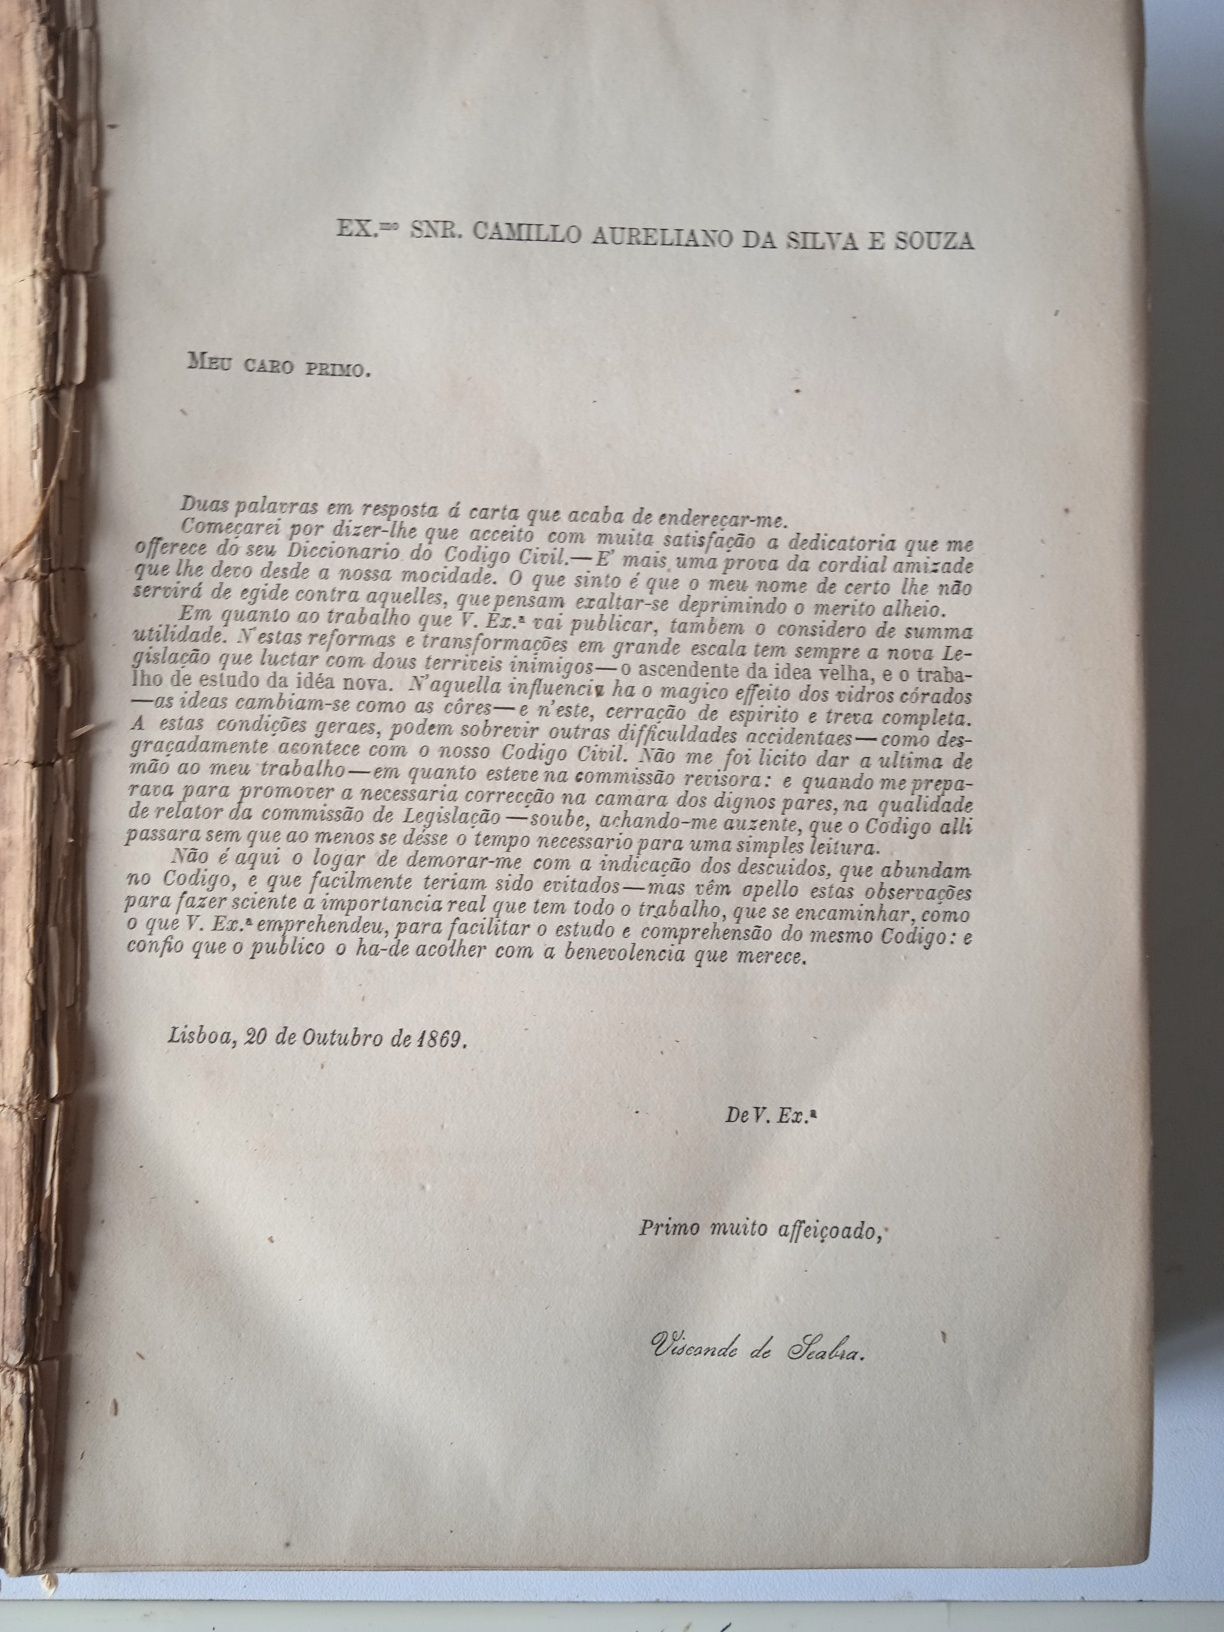 EX.mo SNR. CAMILLO AURELIANO DA SILVA E SOUZA
MEU CARO PRIMO.
Duas palavras em resposta á carta que acaba de endereçar-me.
Começarei por dizer-lhe que acceito com muita satisfação a dedicatoria que me
offerece do seu Diccionario do Codigo Civil.—E' mais uma prova da cordial amizade
que lhe devo desde a nossa mocidade. O que sinto é que o meu nome de certo lhe não
servirá de egide contra aquelles, que pensam exaltar-se deprimindo o merito alheio.
Em quanto ao trabalho que V. Ex.ª vai publicar, tambem o considero de summa
utilidade. N'estas reformas e transformações em grande escala tem sempre a nova Le-
gislação que luctar com dous terriveis inimigos—o ascendente da idea velha, e o traba-
lho de estudo da idéa nova. N'aquella influencia ha o magico effeito dos vidros córados
—as ideas cambiam-se como as côres—e n'este, cerração de espirito e treva completa.
A estas condições geraes, podem sobrevir outras difficuldades accidentaes—como des-
graçadamente acontece com o nosso Codigo Civil. Não me foi licito dar a ultima de
mão ao meu trabalho—em quanto esteve na commissão revisora: e quando me prepa-
rava para promover a necessaria correcção na camara dos dignos pares, na qualidade
de relator da commissão de Legislação—soube, achando-me auzente, que o Codigo alli
passara sem que ao menos se désse o tempo necessario para uma simples leitura.
Não é aqui o logar de demorar-me com a indicação dos descuidos, que abundam
no Codigo, e que facilmente teriam sido evitados—mas vêm apello estas observações
para fazer sciente a importancia real que tem todo o trabalho, que se encaminhar, como
o que V. Ex.ª emprehendeu, para facilitar o estudo e comprehensão do mesmo Codigo: e
confio que o publico o ha-de acolher com a benevolencia que merece.
Lisboa, 20 de Outubro de 1869.
De V. Ex.ª
Primo muito affeiçoado,
Visconde de Seabra.